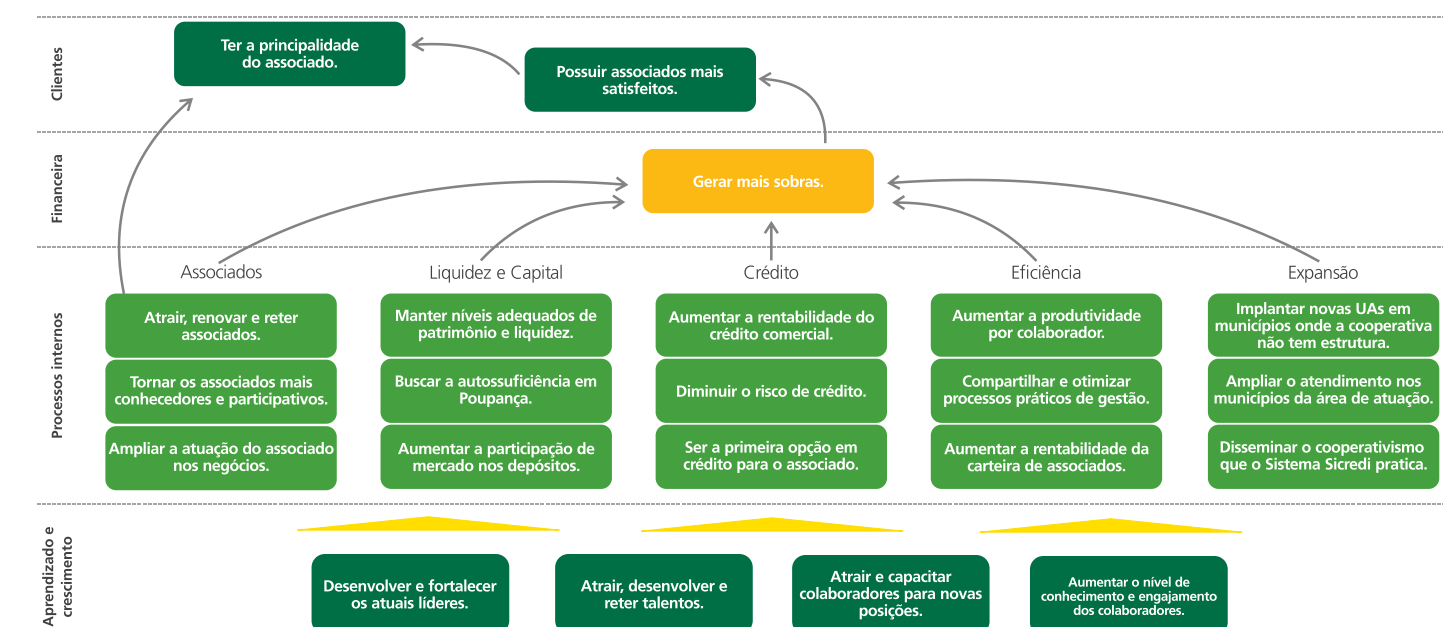 Clientes
Ter a principalidade
do associado.
Possuir associados mais
satisfeitos.
Financeira
Gerar mais sobras.
Processos internos
Associados
Liquidez e Capital
Crédito
Eficiência
Expansão
Atrair, renovar e reter
associados.
Tornar os associados mais
conhecedores e participativos.
Ampliar a atuação do associado
nos negócios.
Manter níveis adequados de
patrimônio e liquidez.
Buscar a autossuficiência em
Poupança.
Aumentar a participação de
mercado nos depósitos.
Aumentar a rentabilidade do
crédito comercial.
Diminuir o risco de crédito.
Ser a primeira opção em
crédito para o associado.
Aumentar a produtividade
por colaborador.
Compartilhar e otimizar
processos práticos de gestão.
Aumentar a rentabilidade da
carteira de associados.
Implantar novas UAs em
municípios onde a cooperativa
não tem estrutura.
Ampliar o atendimento nos
municípios da área de atuação.
Disseminar o cooperativismo
que o Sistema Sicredi pratica.
Aprendizado e
crescimento
Desenvolver e fortalecer
os atuais líderes.
Atrair, desenvolver e
reter talentos.
Atrair e capacitar
colaboradores para novas
posições.
Aumentar o nível de
conhecimento e engajamento
dos colaboradores.